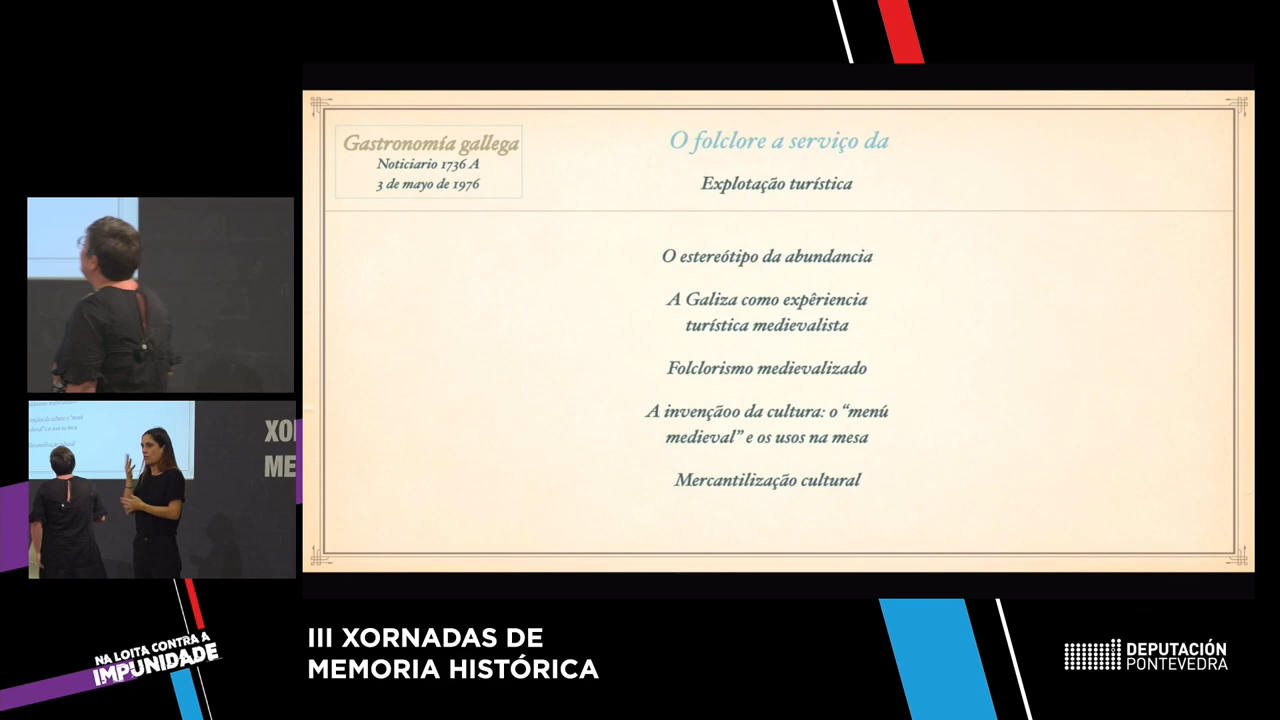 Gastronomía gallega
Noticiario 1736 A
3 de mayo de 1976
O folclore a serviço da
Explotação turística
O estereótipo da abundancia
A Galiza como expêriencia
turística medievalista
Folclorismo medievalizado
A invençãoo da cultura: o “menú
medieval” e os usos na mesa
Mercantilização cultural
XO
ME
NA LOITA CONTRA A
IMPUNIDADE
III XORNADAS DE
MEMORIA HISTÓRICA
DEPUTACIÓN
PONTEVEDRA